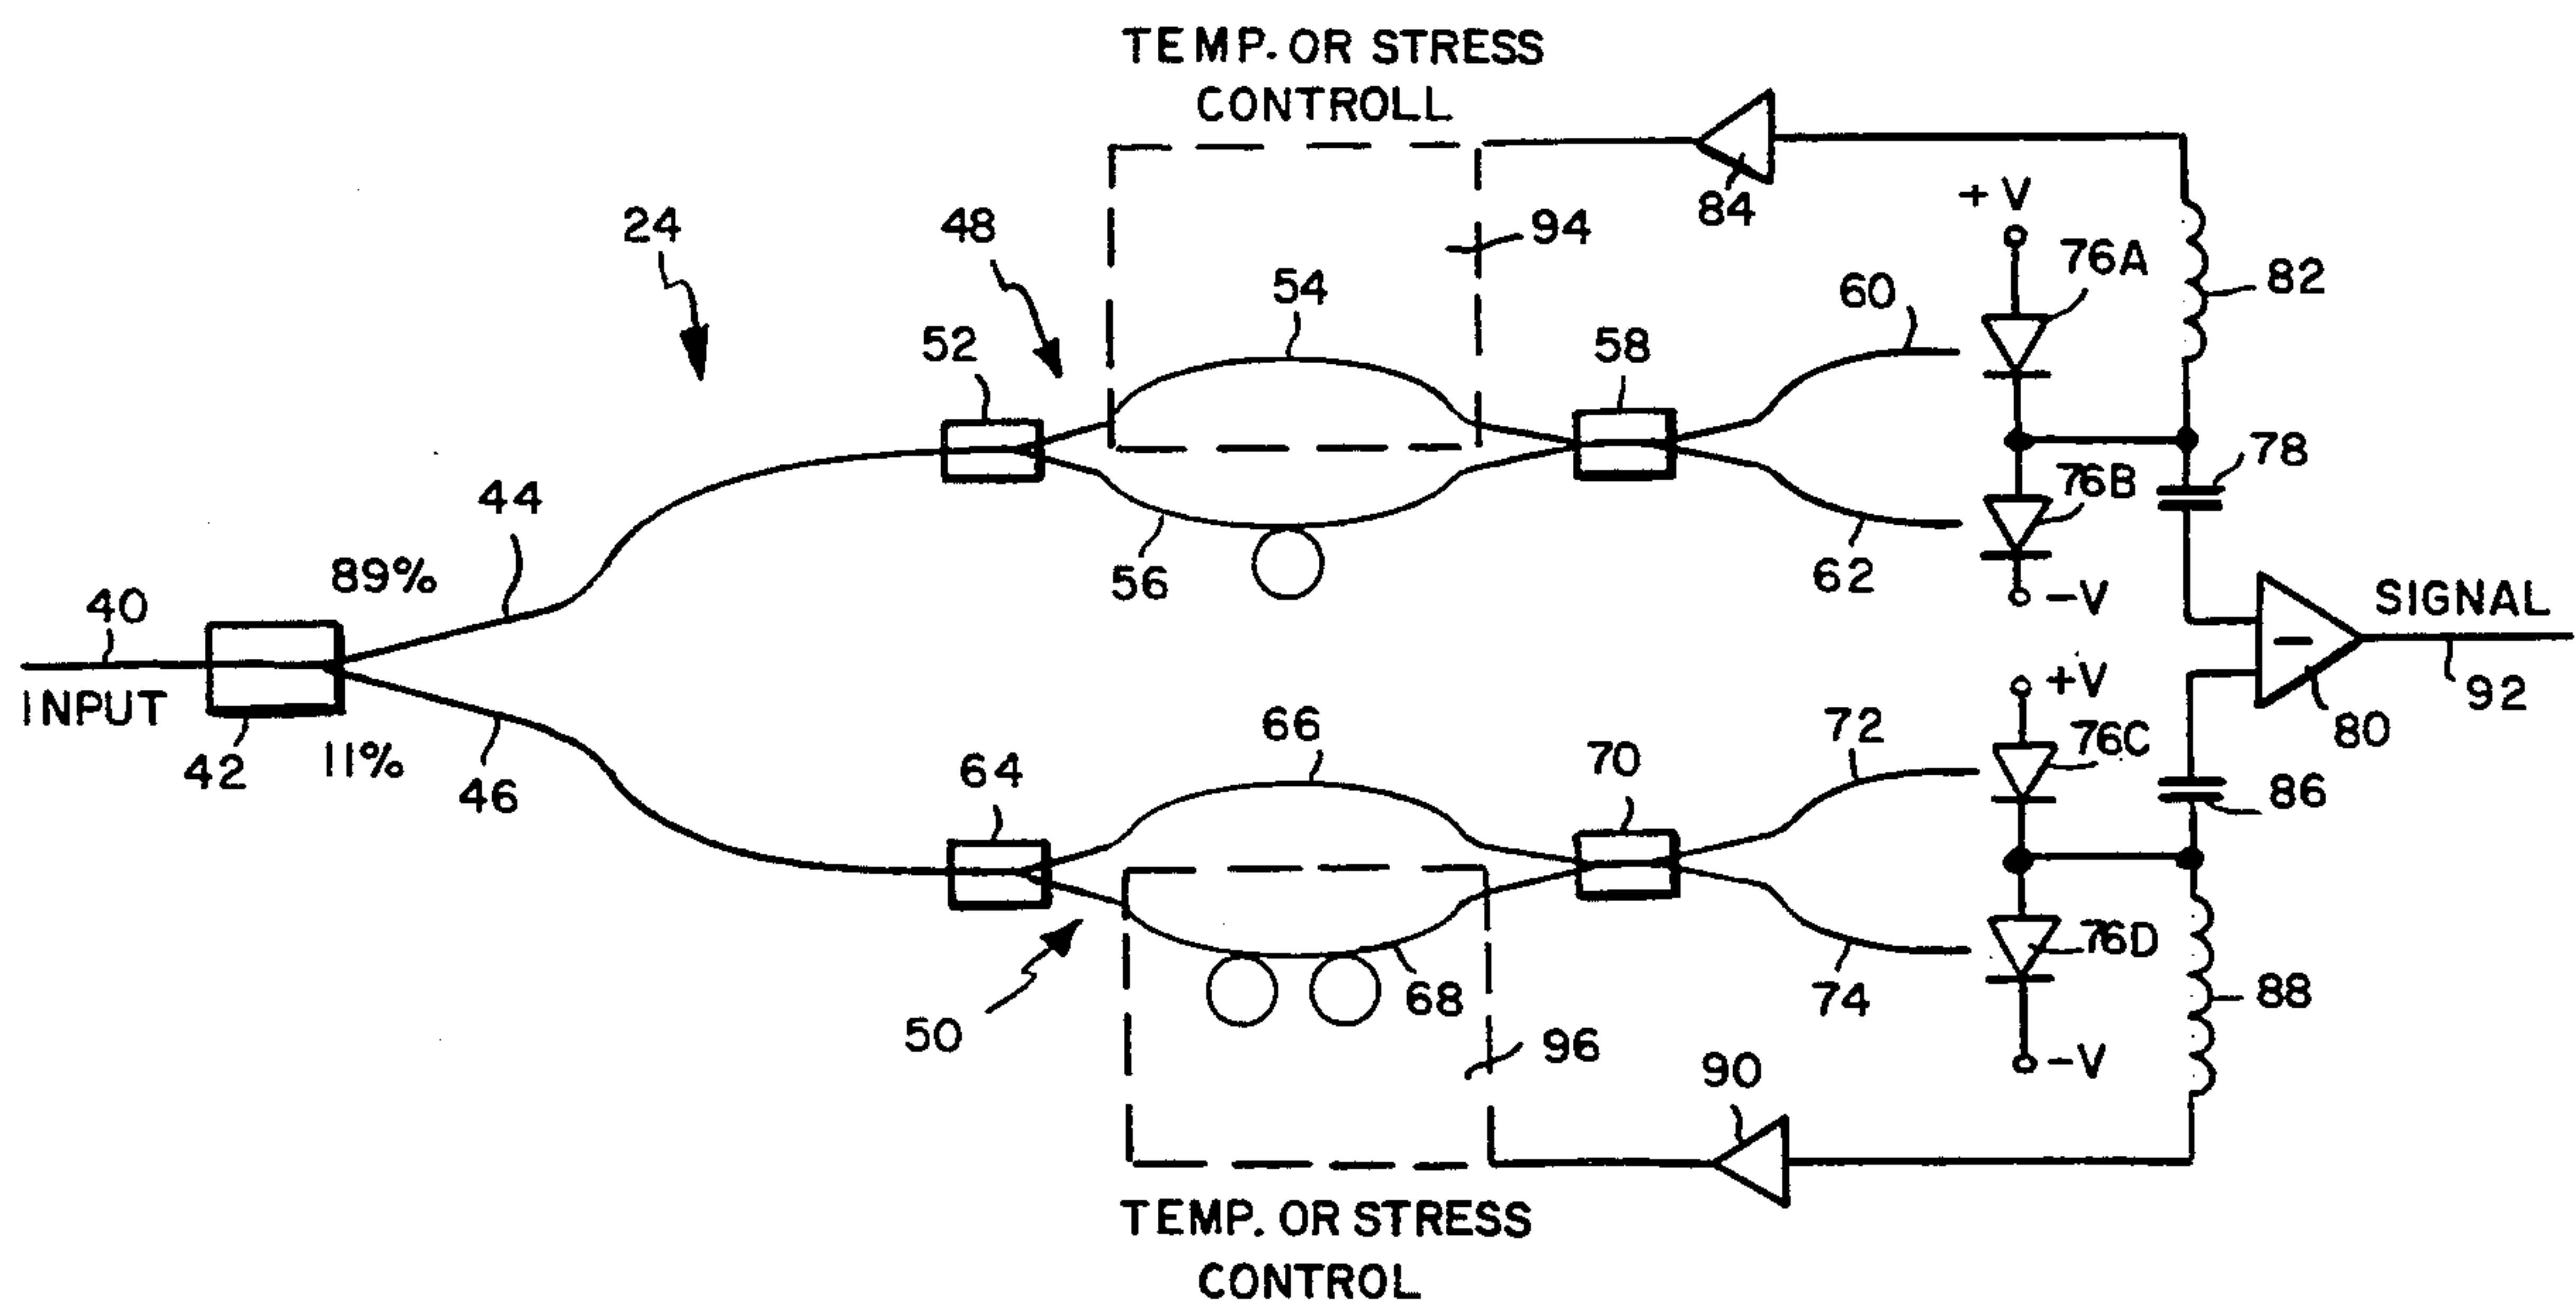 TEMP. OR STRESS
CONTROLL
84
+ V
24
48
94
76A
82
54
60
52
58
44
78
76B
56
62
89%
40
-V
SIGNAL
INPUT
+V
92
42
11%
46
64
66
70
72
76C
80
86
50
68
74
76D
88
96
90
-V
TEMP. OR STRESS
CONTROL